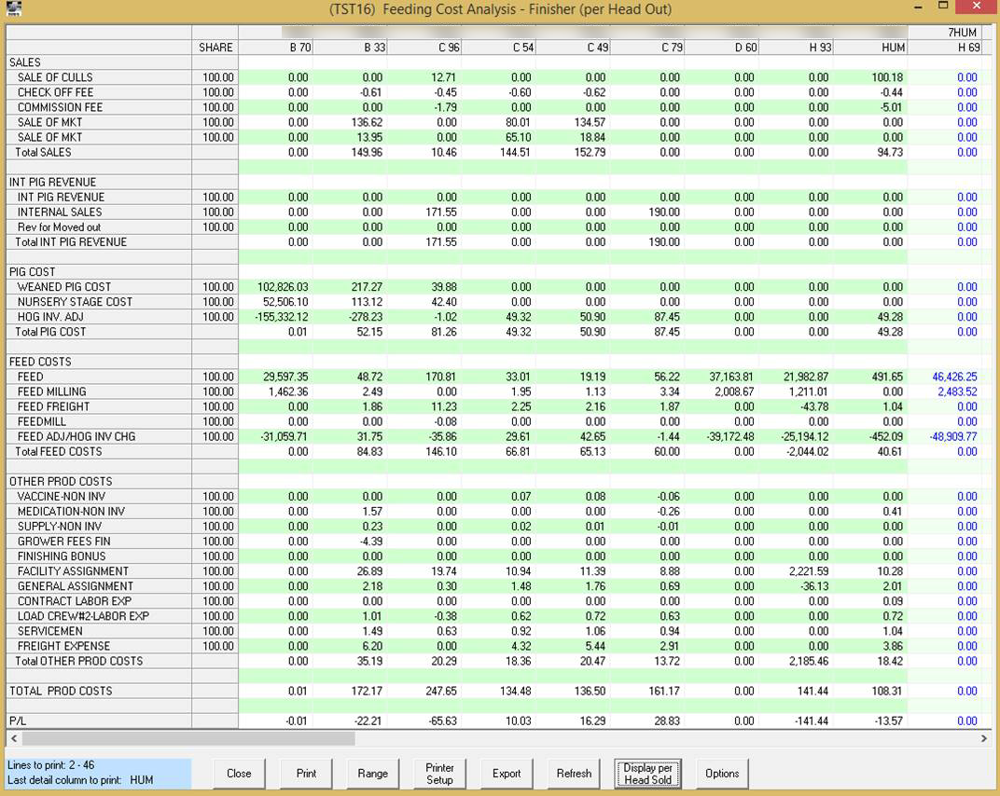 (TST16) Feeding Cost Analysis - Finisher (per Head Out)
7HUM
SHARE B 70 B 33 C 96 C 54 C 49 C 79 D 60 H 93 HUM H 69
SALES
SALE OF CULLS 100.00 0.00 0.00 12.71 0.00 0.00 0.00 0.00 0.00 100.18 0.00
CHECK OFF FEE 100.00 0.00 -0.61 -0.45 -0.60 -0.62 0.00 0.00 0.00 -0.44 0.00
COMMISSION FEE 100.00 0.00 0.00 -1.79 0.00 0.00 0.00 0.00 0.00 -5.01 0.00
SALE OF MKT 100.00 0.00 136.62 0.00 80.01 134.57 0.00 0.00 0.00 0.00 0.00
SALE OF MKT 100.00 0.00 13.95 0.00 65.10 18.84 0.00 0.00 0.00 0.00 0.00
Total SALES 0.00 149.96 10.46 144.51 152.79 0.00 0.00 0.00 94.73 0.00
INT PIG REVENUE
INT PIG REVENUE 100.00 0.00 0.00 0.00 0.00 0.00 0.00 0.00 0.00 0.00 0.00
INTERNAL SALES 100.00 0.00 0.00 171.55 0.00 0.00 190.00 0.00 0.00 0.00 0.00
Rev for Moved out 100.00 0.00 0.00 0.00 0.00 0.00 0.00 0.00 0.00 0.00 0.00
Total INT PIG REVENUE 0.00 0.00 171.55 0.00 0.00 190.00 0.00 0.00 0.00 0.00
PIG COST
WEANED PIG COST 100.00 102,826.03 217.27 39.88 0.00 0.00 0.00 0.00 0.00 0.00 0.00
NURSERY STAGE COST 100.00 52,506.10 113.12 42.40 0.00 0.00 0.00 0.00 0.00 0.00 0.00
HOG INV. ADJ 100.00 -155,332.12 -278.23 -1.02 49.32 50.90 87.45 0.00 0.00 49.28 0.00
Total PIG COST 0.01 52.15 81.26 49.32 50.90 87.45 0.00 0.00 49.28 0.00
FEED COSTS
FEED 100.00 29,597.35 48.72 170.81 33.01 19.19 56.22 37,163.81 21,982.87 491.65 46,426.25
FEED MILLING 100.00 1,462.36 2.49 0.00 1.95 1.13 3.34 2,008.67 1,211.01 0.00 2,483.52
FEED FREIGHT 100.00 0.00 1.86 11.23 2.25 2.16 1.87 0.00 -43.78 1.04 0.00
FEEDMILL 100.00 0.00 0.00 -0.08 0.00 0.00 0.00 0.00 0.00 0.00 0.00
FEED ADJ/HOG INV CHG 100.00 -31,059.71 31.75 -35.86 29.61 42.65 -1.44 -39,172.48 -25,194.12 -452.09 -48,909.77
Total FEED COSTS 0.00 84.83 146.10 66.81 65.13 60.00 0.00 -2,044.02 40.61 0.00
OTHER PROD COSTS
VACCINE-NON INV 100.00 0.00 0.00 0.00 0.07 0.08 -0.06 0.00 0.00 0.00 0.00
MEDICATION-NON INV 100.00 0.00 1.57 0.00 0.00 0.00 -0.26 0.00 0.00 0.41 0.00
SUPPLY-NON INV 100.00 0.00 0.23 0.00 0.02 0.01 -0.01 0.00 0.00 0.00 0.00
GROWER FEES FIN 100.00 0.00 -4.39 0.00 0.00 0.00 0.00 0.00 0.00 0.00 0.00
FINISHING BONUS 100.00 0.00 0.00 0.00 0.00 0.00 0.00 0.00 0.00 0.00 0.00
FACILITY ASSIGNMENT 100.00 0.00 26.89 19.74 10.94 11.39 8.88 0.00 2,221.59 10.28 0.00
GENERAL ASSIGNMENT 100.00 0.00 2.18 0.30 1.48 1.76 0.69 0.00 -36.13 2.01 0.00
CONTRACT LABOR EXP 100.00 0.00 0.00 0.00 0.00 0.00 0.00 0.00 0.00 0.09 0.00
LOAD CREW#2-LABOR EXP 100.00 0.00 1.01 -0.38 0.62 0.72 0.63 0.00 0.00 0.72 0.00
SERVICEMEN 100.00 0.00 1.49 0.63 0.92 1.06 0.94 0.00 0.00 1.04 0.00
FREIGHT EXPENSE 100.00 0.00 6.20 0.00 4.32 5.44 2.91 0.00 0.00 3.86 0.00
Total OTHER PROD COSTS 0.00 35.19 20.29 18.36 20.47 13.72 0.00 2,185.46 18.42 0.00
TOTAL PROD COSTS 0.01 172.17 247.65 134.48 136.50 161.17 0.00 141.44 108.31 0.00
P/L -0.01 -22.21 -65.63 10.03 16.29 28.83 0.00 -141.44 -13.57 0.00
Lines to print: 2 - 46
Last detail column to print: HUM
Close Print Range Printer Setup Export Refresh Display per Head Sold Options